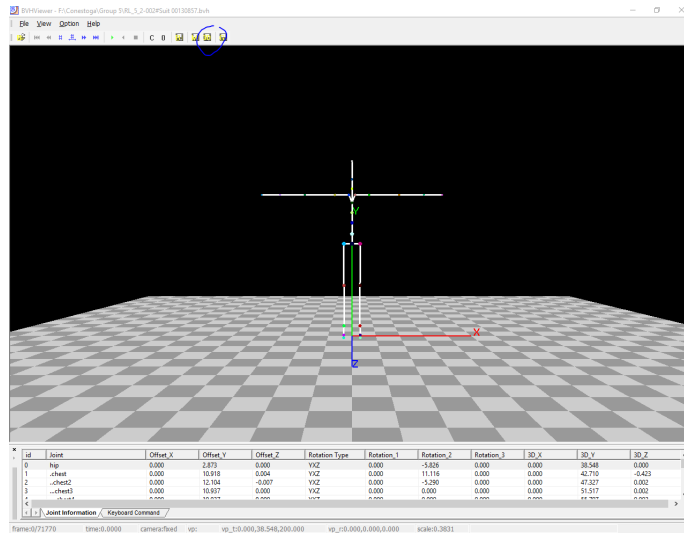 BVHViewer - F:\Conestoga\Group 5\RL_S_2-002#Suit 00130857.bvh
File View Option Help
C 0
Y
X
Z
id Joint Offset_X Offset_Y Offset_Z Rotation Type Rotation_1 Rotation_2 Rotation_3 3D_X 3D_Y 3D_Z
0 hip 0.000 2.873 0.000 YXZ 0.000 -5.826 0.000 0.000 38.548 0.000
1 ..chest 0.000 10.918 0.004 YXZ 0.000 11.116 0.000 0.000 42.710 -0.423
2 ..chest2 0.000 12.104 -0.007 YXZ 0.000 -5.290 0.000 0.000 47.327 0.002
3 ...chest3 0.000 10.937 0.000 YXZ 0.000 0.000 0.000 0.000 51.517 0.002
Joint Information Keyboard Command
frame:0/71770 time:0.0000 camera:fixed vp: vp_t:0.000,38.548,200.000 vp_r:0.000,0.000,0.000 scale:0.3831